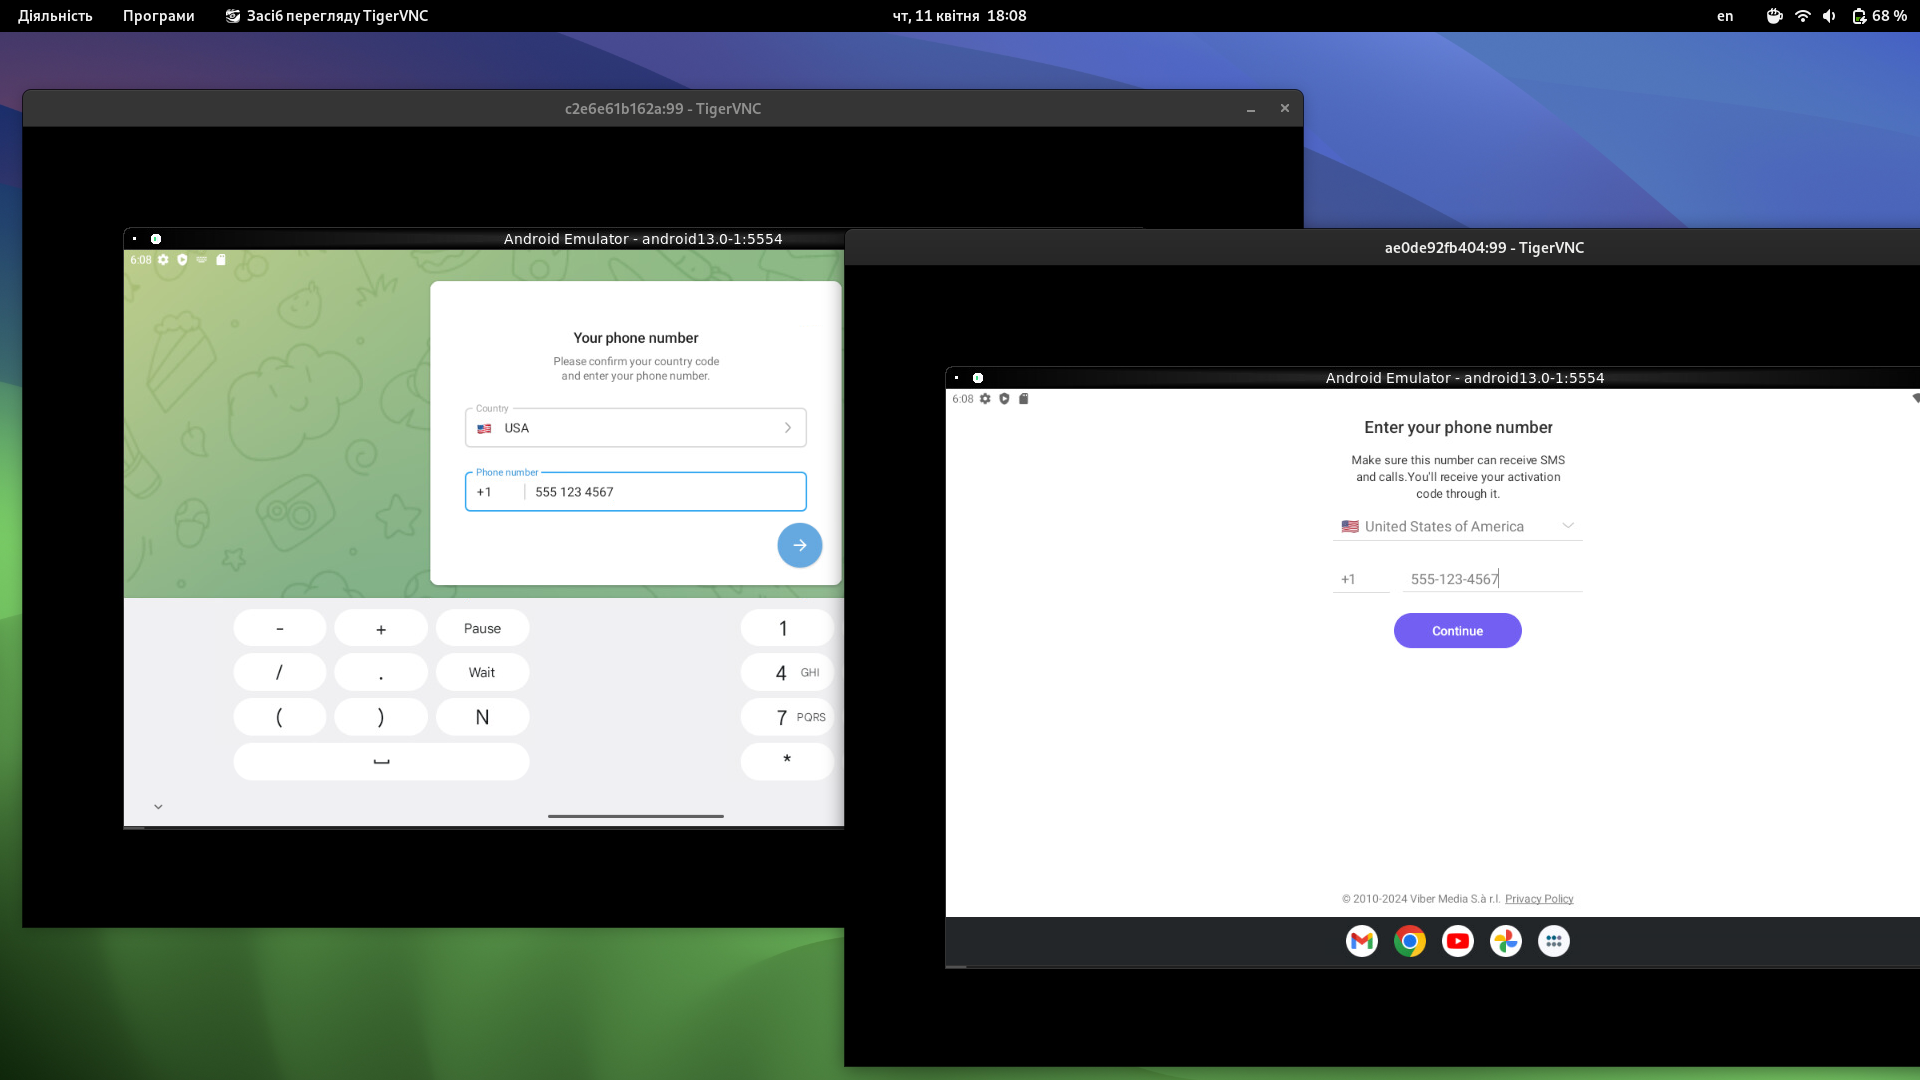 Діяльність Програми Засіб перегляду TigerVNC чт, 11 квітня 18:08 en 68 %
c2e6e61b162a:99 - TigerVNC
Android Emulator - android13.0-1:5554
6:08
Your phone number
Please confirm your country code
and enter your phone number.
Country
USA
Phone number
+1 555 123 4567
- + Pause 1
/ . Wait 4 GHI
( ) N 7 PQRS
*
ae0de92fb404:99 - TigerVNC
Android Emulator - android13.0-1:5554
6:08
Enter your phone number
Make sure this number can receive SMS
and calls.You'll receive your activation
code through it.
United States of America
+1 555-123-4567
Continue
© 2010-2024 Viber Media S.à r.l. Privacy Policy